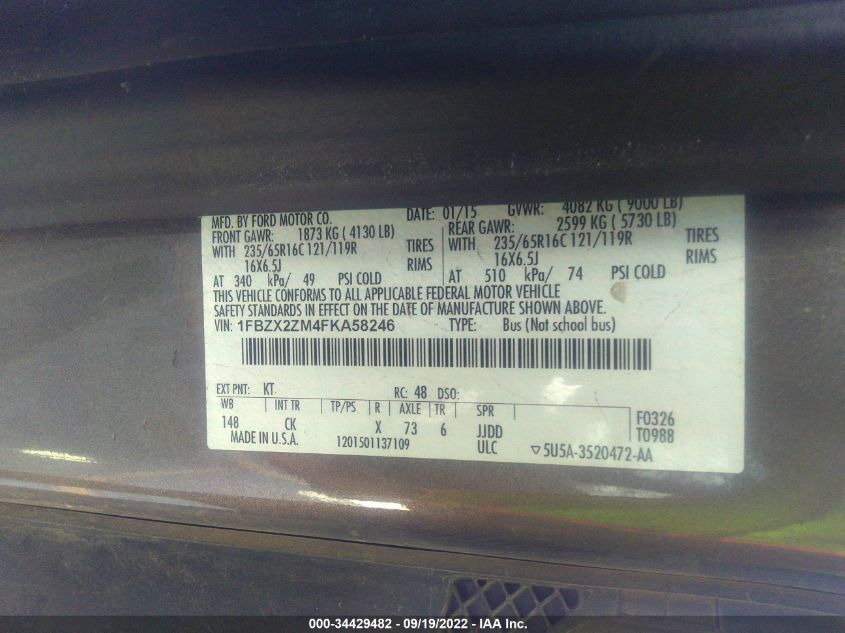 MFD. BY FORD MOTOR CO. DATE: 01/15 GVWR: 4082 KG ( 9000 LB)
FRONT GAWR: 1873 KG ( 4130 LB) REAR GAWR: 2599 KG ( 5730 LB)
WITH 235/65R16C 121/119R TIRES WITH 235/65R16C 121/119R TIRES
16X6.5J RIMS 16X6.5J RIMS
AT 340 kPa/ 49 PSI COLD AT 510 kPa/ 74 PSI COLD
THIS VEHICLE CONFORMS TO ALL APPLICABLE FEDERAL MOTOR VEHICLE
SAFETY STANDARDS IN EFFECT ON THE DATE OF MANUFACTURE SHOWN ABOVE.
VIN: 1FBZX2ZM4FKA58246 TYPE: Bus (Not school bus)
EXT PNT: KT RC: 48 DSO:
WB INT TR TP/PS R AXLE TR SPR F0326
148 CK X 73 6 JJDD T0988
MADE IN U.S.A. 1201501137109 ULC ▽5U5A-3520472-AA
000-34429482 - 09/19/2022 - IAA Inc.